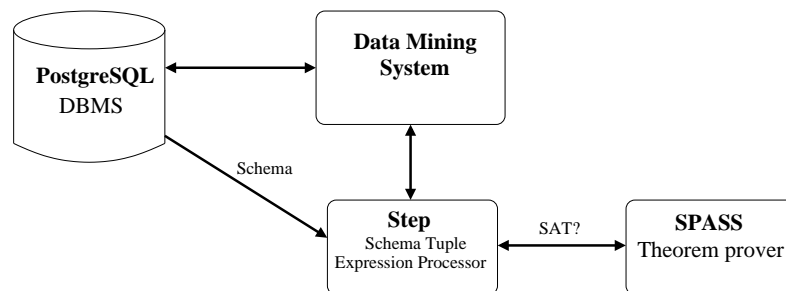 PostgreSQL
DBMS
Data Mining
System
Schema
Step
Schema Tuple
Expression Processor
SAT?
SPASS
Theorem prover